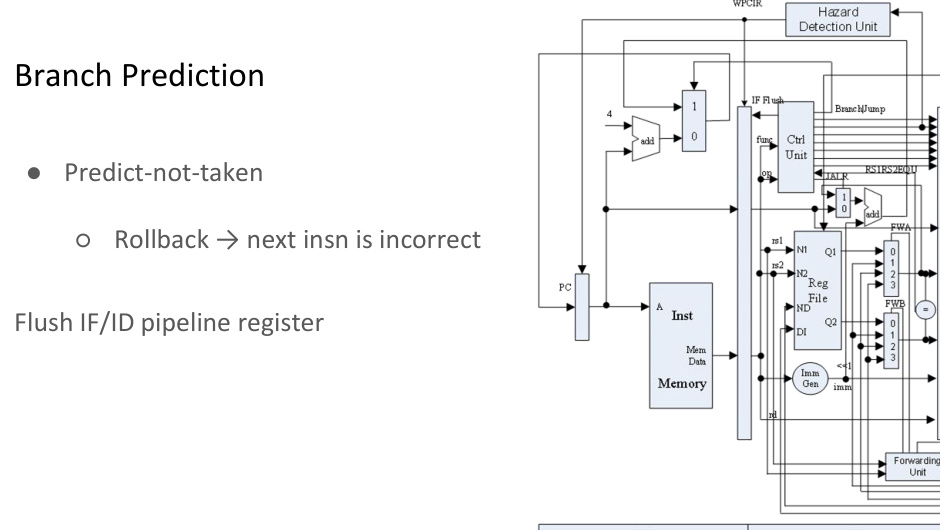 Branch Prediction
● Predict-not-taken
○ Rollback → next insn is incorrect
Flush IF/ID pipeline register
WPCIR
Hazard
Detection Unit
1
0
4
add
IF Flush
Branch/Jump
func
Ctrl
Unit
op
RS1RS2EQU
JALR
1
0
add
FWA
rs1
N1
Q1
0
1
2
3
rs2
N2
Reg
File
PC
A
Inst
ND
FWB
=
DI
Q2
0
1
2
3
Mem
Data
Memory
Imm
Gen
<<1
imm
rd
Forwarding
Unit